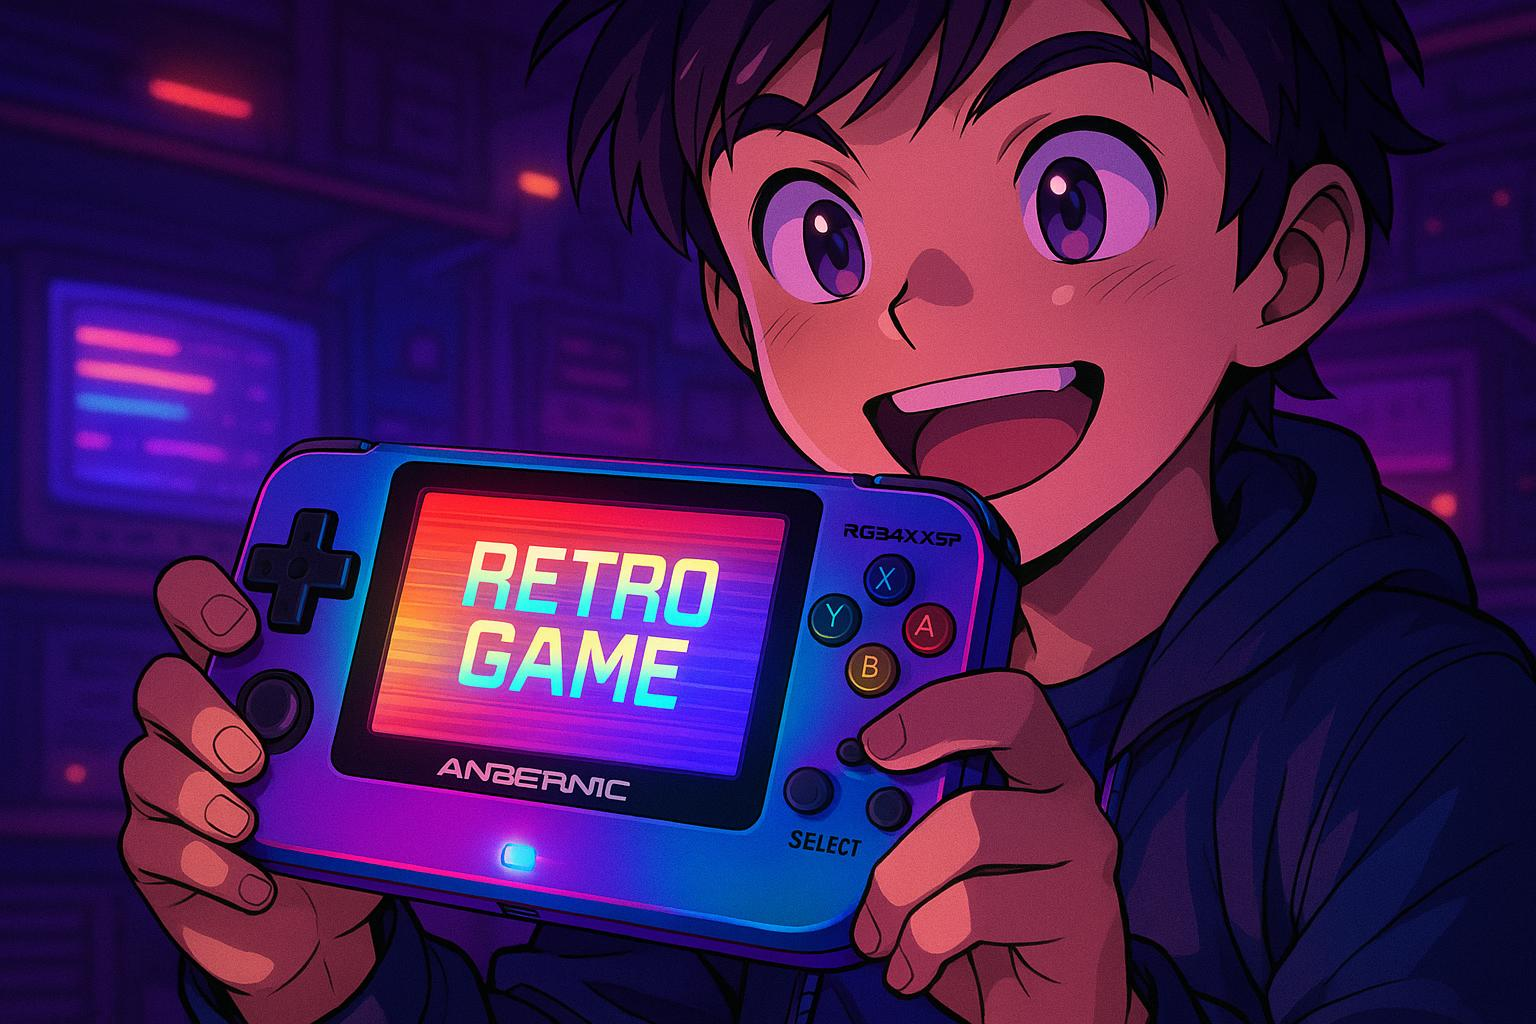 RG34XXSP
RETRO
GAME
X
Y
A
B
ANBERNIC
SELECT